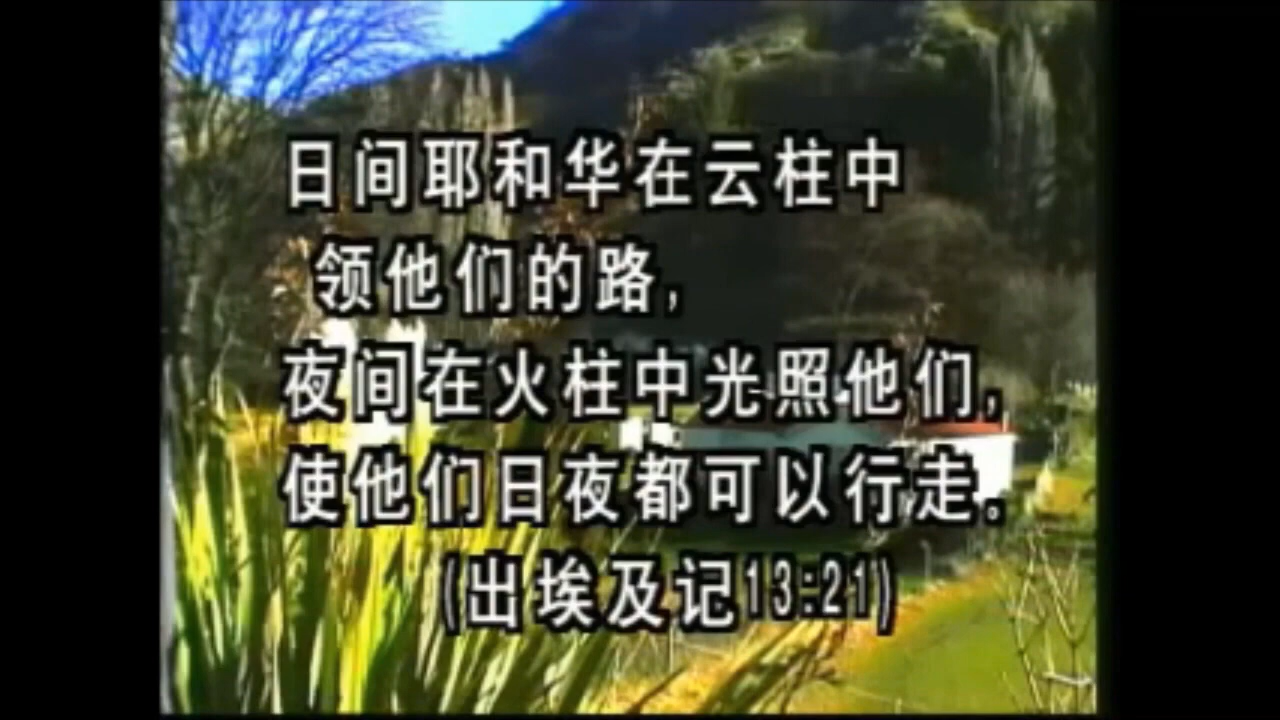 日间耶和华在云柱中
领他们的路,
夜间在火柱中光照他们,
使他们日夜都可以行走。
(出埃及记13:21)